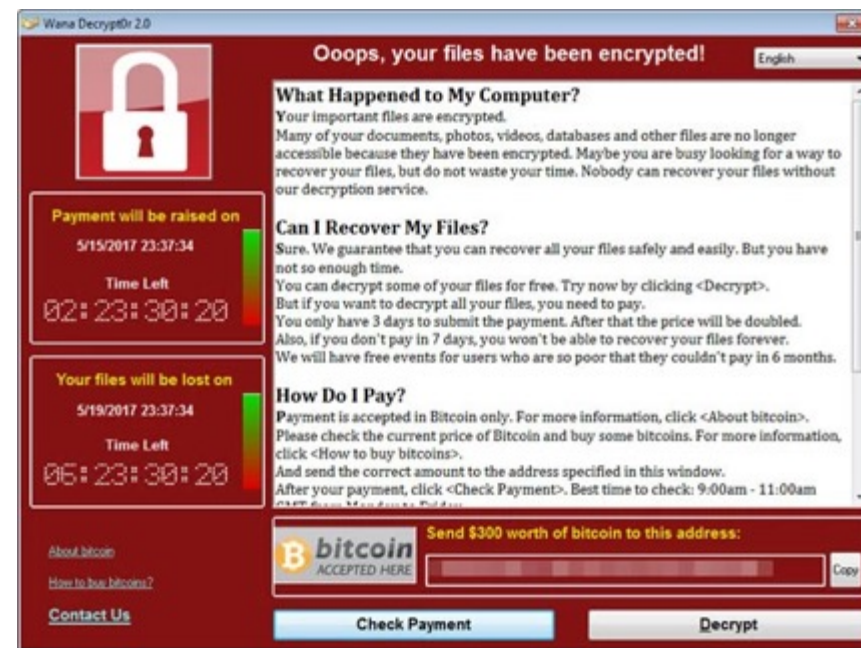 Wana Decrypt0r 2.0
Ooops, your files have been encrypted!
English
What Happened to My Computer?
Your important files are encrypted.
Many of your documents, photos, videos, databases and other files are no longer
accessible because they have been encrypted. Maybe you are busy looking for a way to
recover your files, but do not waste your time. Nobody can recover your files without
our decryption service.
Can I Recover My Files?
Sure. We guarantee that you can recover all your files safely and easily. But you have
not so enough time.
You can decrypt some of your files for free. Try now by clicking <Decrypt>.
But if you want to decrypt all your files, you need to pay.
You only have 3 days to submit the payment. After that the price will be doubled.
Also, if you don't pay in 7 days, you won't be able to recover your files forever.
We will have free events for users who are so poor that they couldn't pay in 6 months.
How Do I Pay?
Payment is accepted in Bitcoin only. For more information, click <About bitcoin>.
Please check the current price of Bitcoin and buy some bitcoins. For more information,
click <How to buy bitcoins>.
And send the correct amount to the address specified in this window.
After your payment, click <Check Payment>. Best time to check: 9:00am - 11:00am
Payment will be raised on
5/15/2017 23:37:34
Time Left
02:23:30:20
Your files will be lost on
5/19/2017 23:37:34
Time Left
06:23:30:20
About bitcoin
How to buy bitcoins?
Contact Us
bitcoin
ACCEPTED HERE
Send $300 worth of bitcoin to this address:
Copy
Check Payment
Decrypt